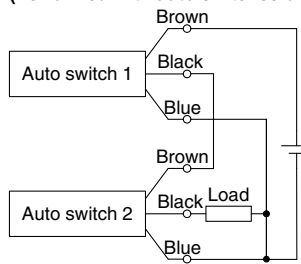 Brown
Black
Auto switch 1
Blue
Brown
Black Load
Auto switch 2
Blue